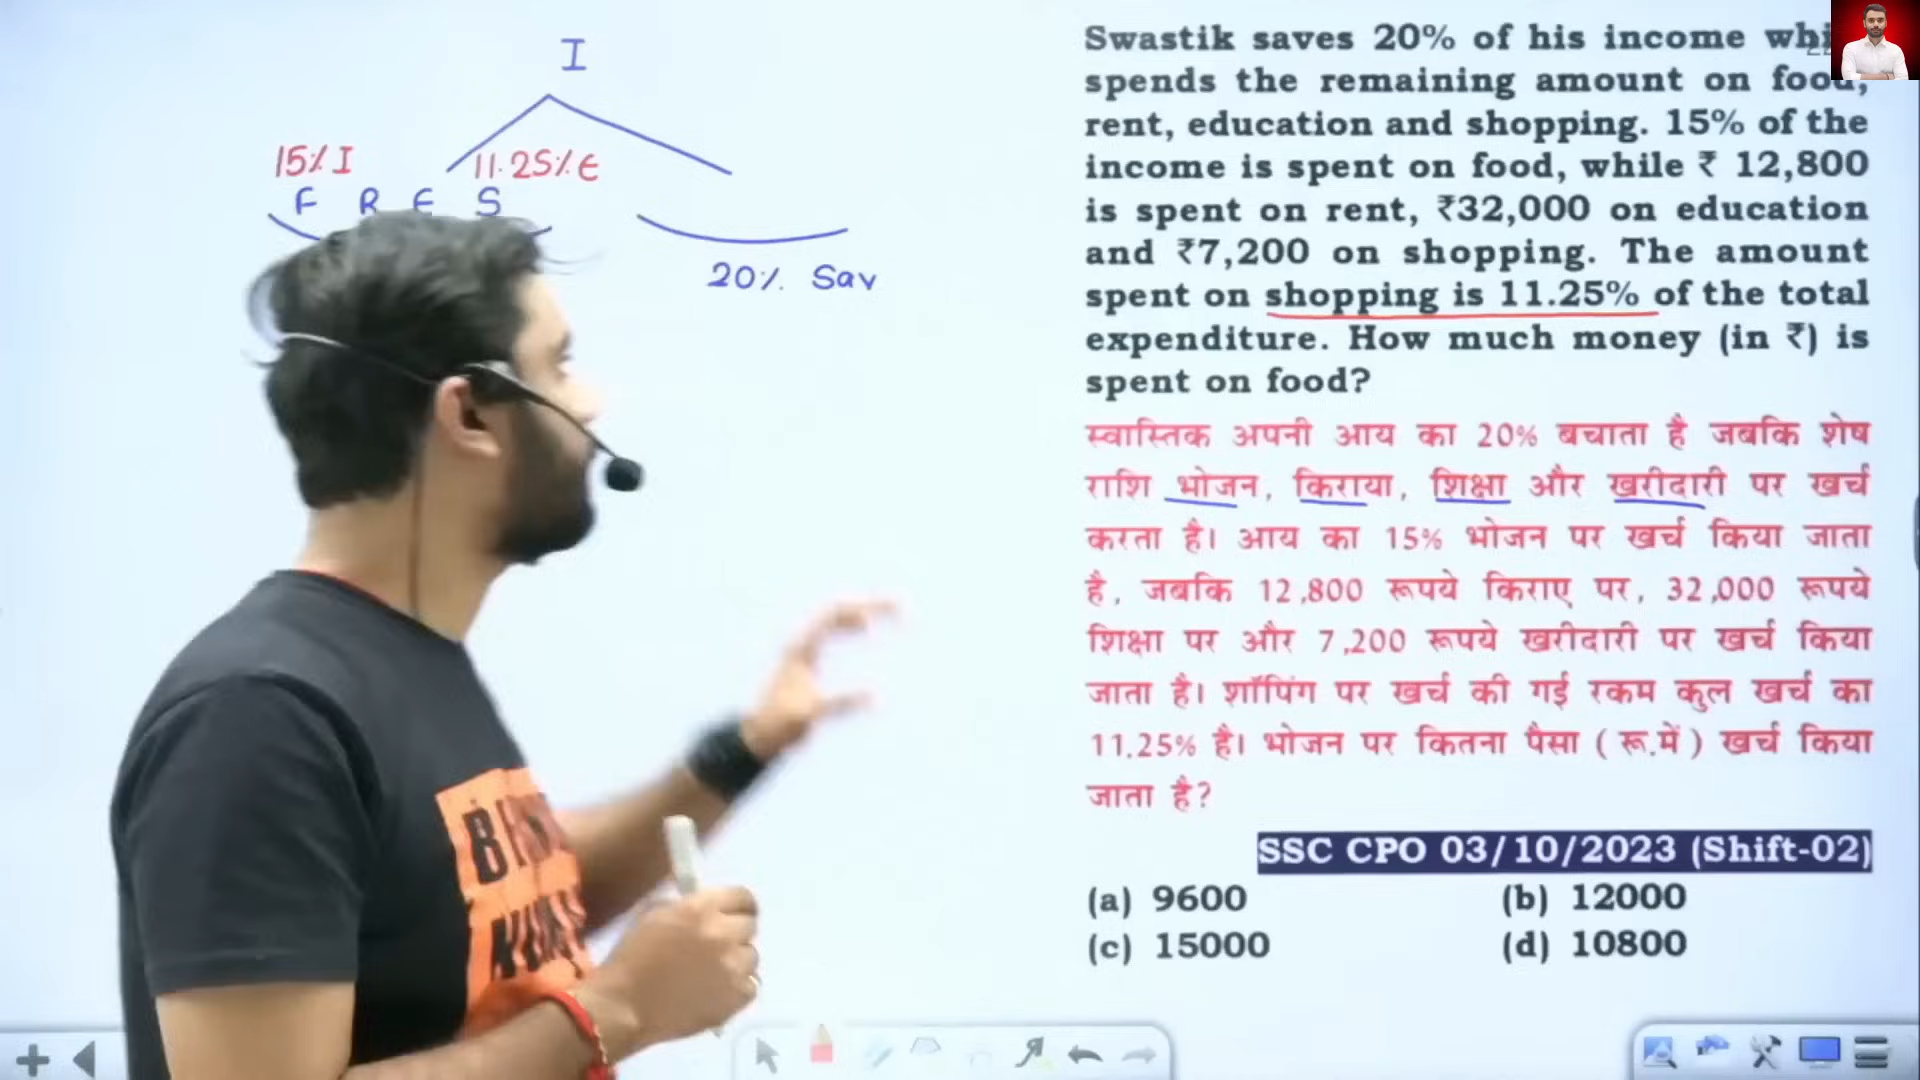 I
15% I
11.25% E
F R E S
20% Sav
Swastik saves 20% of his income
spends the remaining amount on food,
rent, education and shopping. 15% of the
income is spent on food, while ₹ 12,800
is spent on rent, ₹32,000 on education
and ₹7,200 on shopping. The amount
spent on shopping is 11.25% of the total
expenditure. How much money (in ₹) is
spent on food?
स्वास्तिक अपनी आय का 20% बचाता है जबकि शेष
राशि भोजन, किराया, शिक्षा और खरीदारी पर खर्च
करता है। आय का 15% भोजन पर खर्च किया जाता
है, जबकि 12,800 रूपये किराए पर, 32,000 रूपये
शिक्षा पर और 7,200 रूपये खरीदारी पर खर्च किया
जाता है। शॉपिंग पर खर्च की गई रकम कुल खर्च का
11.25% है। भोजन पर कितना पैसा (रू.में) खर्च किया
जाता है?
SSC CPO 03/10/2023 (Shift-02)
(a) 9600 (b) 12000
(c) 15000 (d) 10800